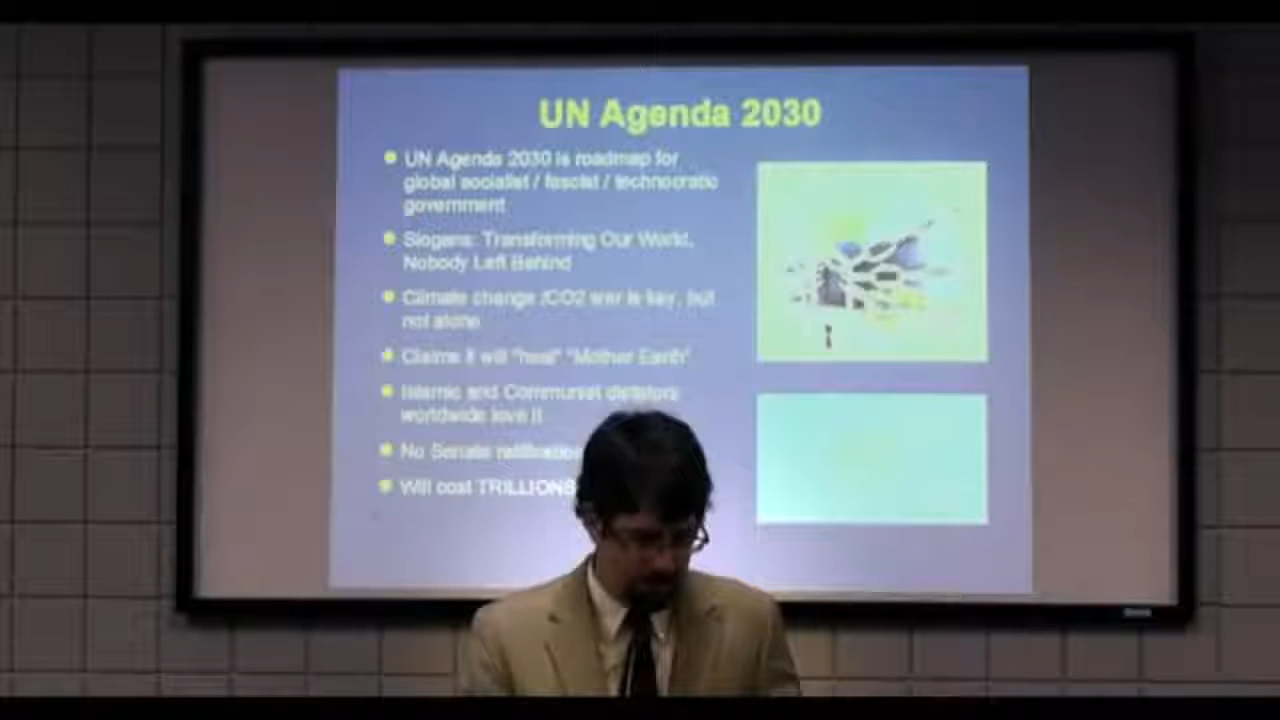 UN Agenda 2030
UN Agenda 2030 is roadmap for
global socialist / fascist / technocratic
government
Slogans: Transforming Our World,
Nobody Left Behind
Climate change /CO2 war is key, but
not alone
Claims it will "heal" "Mother Earth"
Islamic and Communist dictators
worldwide love it
No Senate ratification
Will cost TRILLIONS